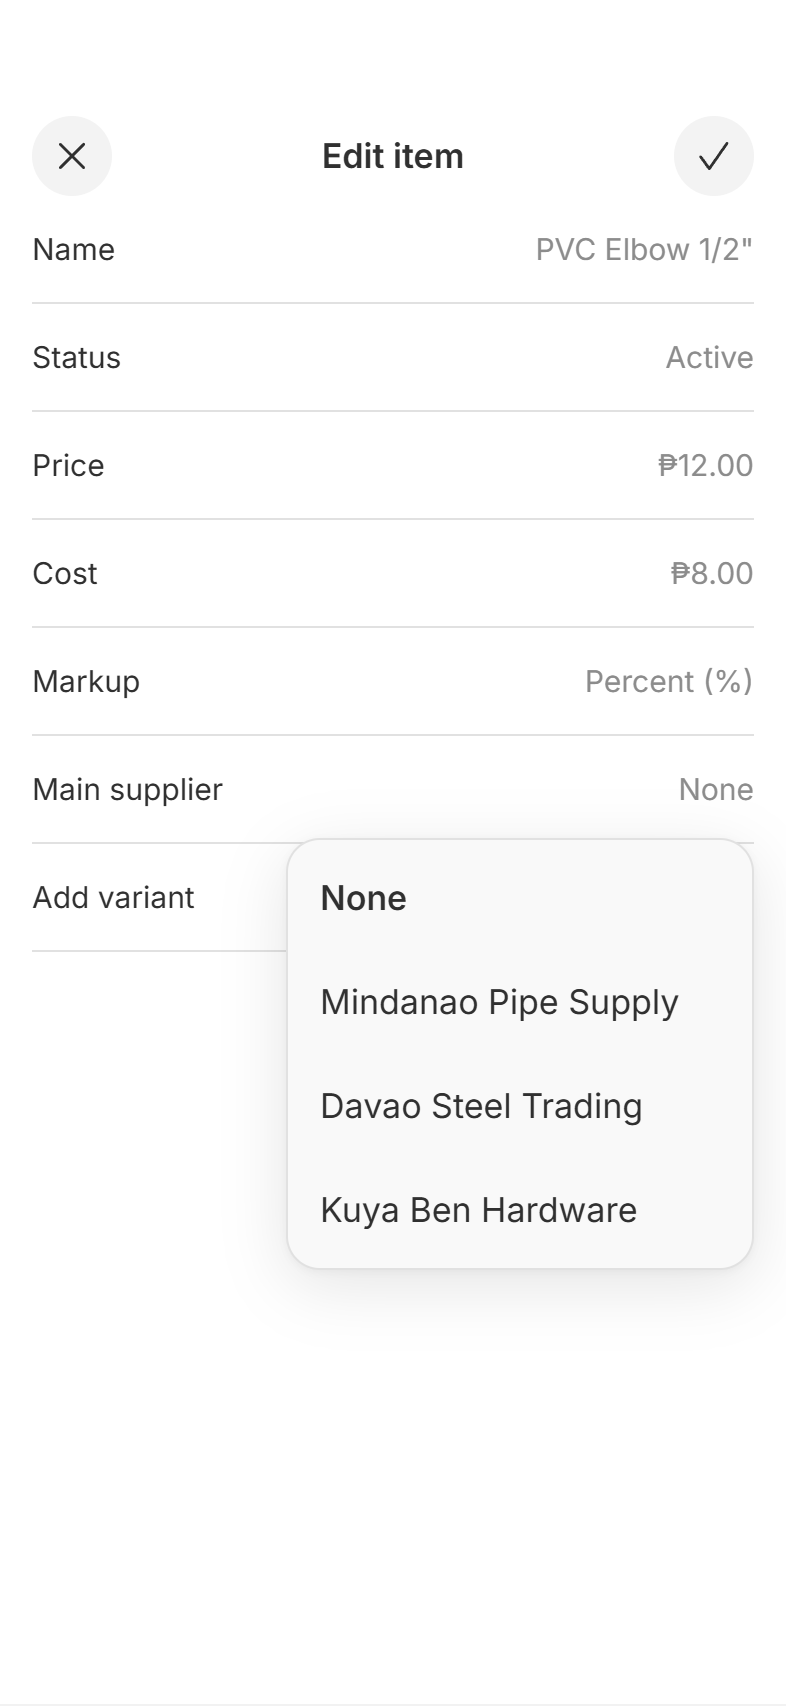 Edit item
Name PVC Elbow 1/2"
Status Active
Price ₱12.00
Cost ₱8.00
Markup Percent (%)
Main supplier None
Add variant
None
Mindanao Pipe Supply
Davao Steel Trading
Kuya Ben Hardware